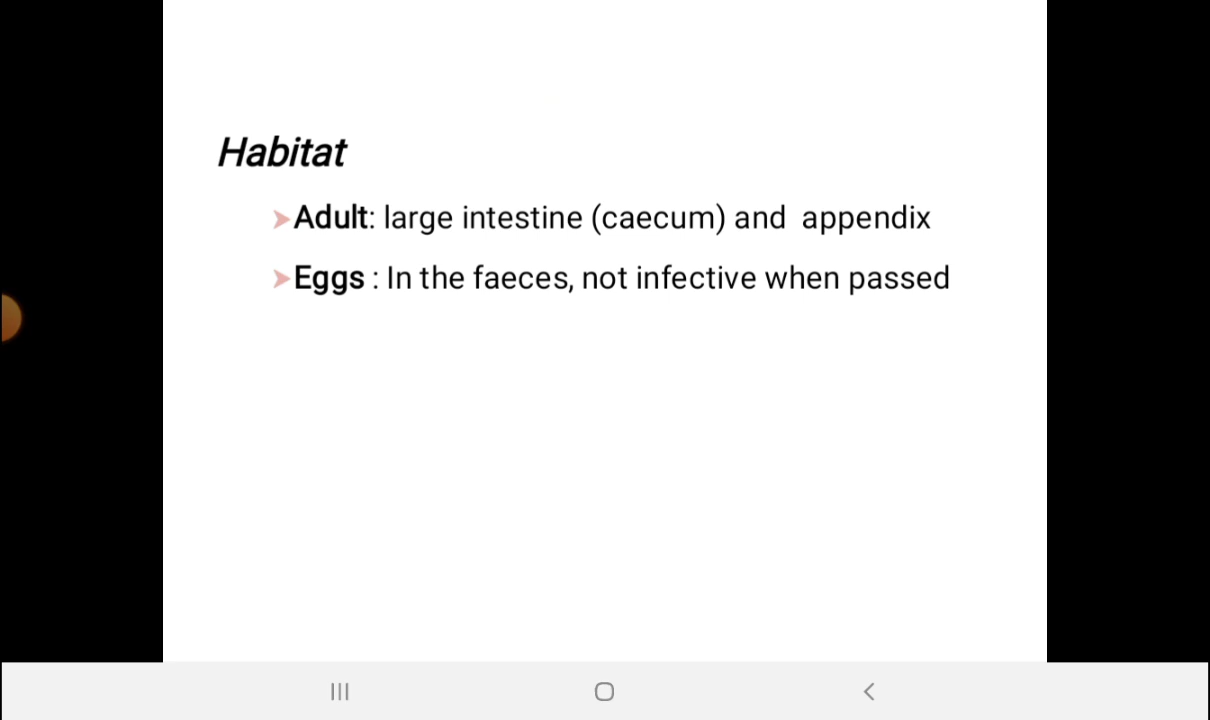 Habitat
➤Adult: large intestine (caecum) and appendix
➤Eggs : In the faeces, not infective when passed